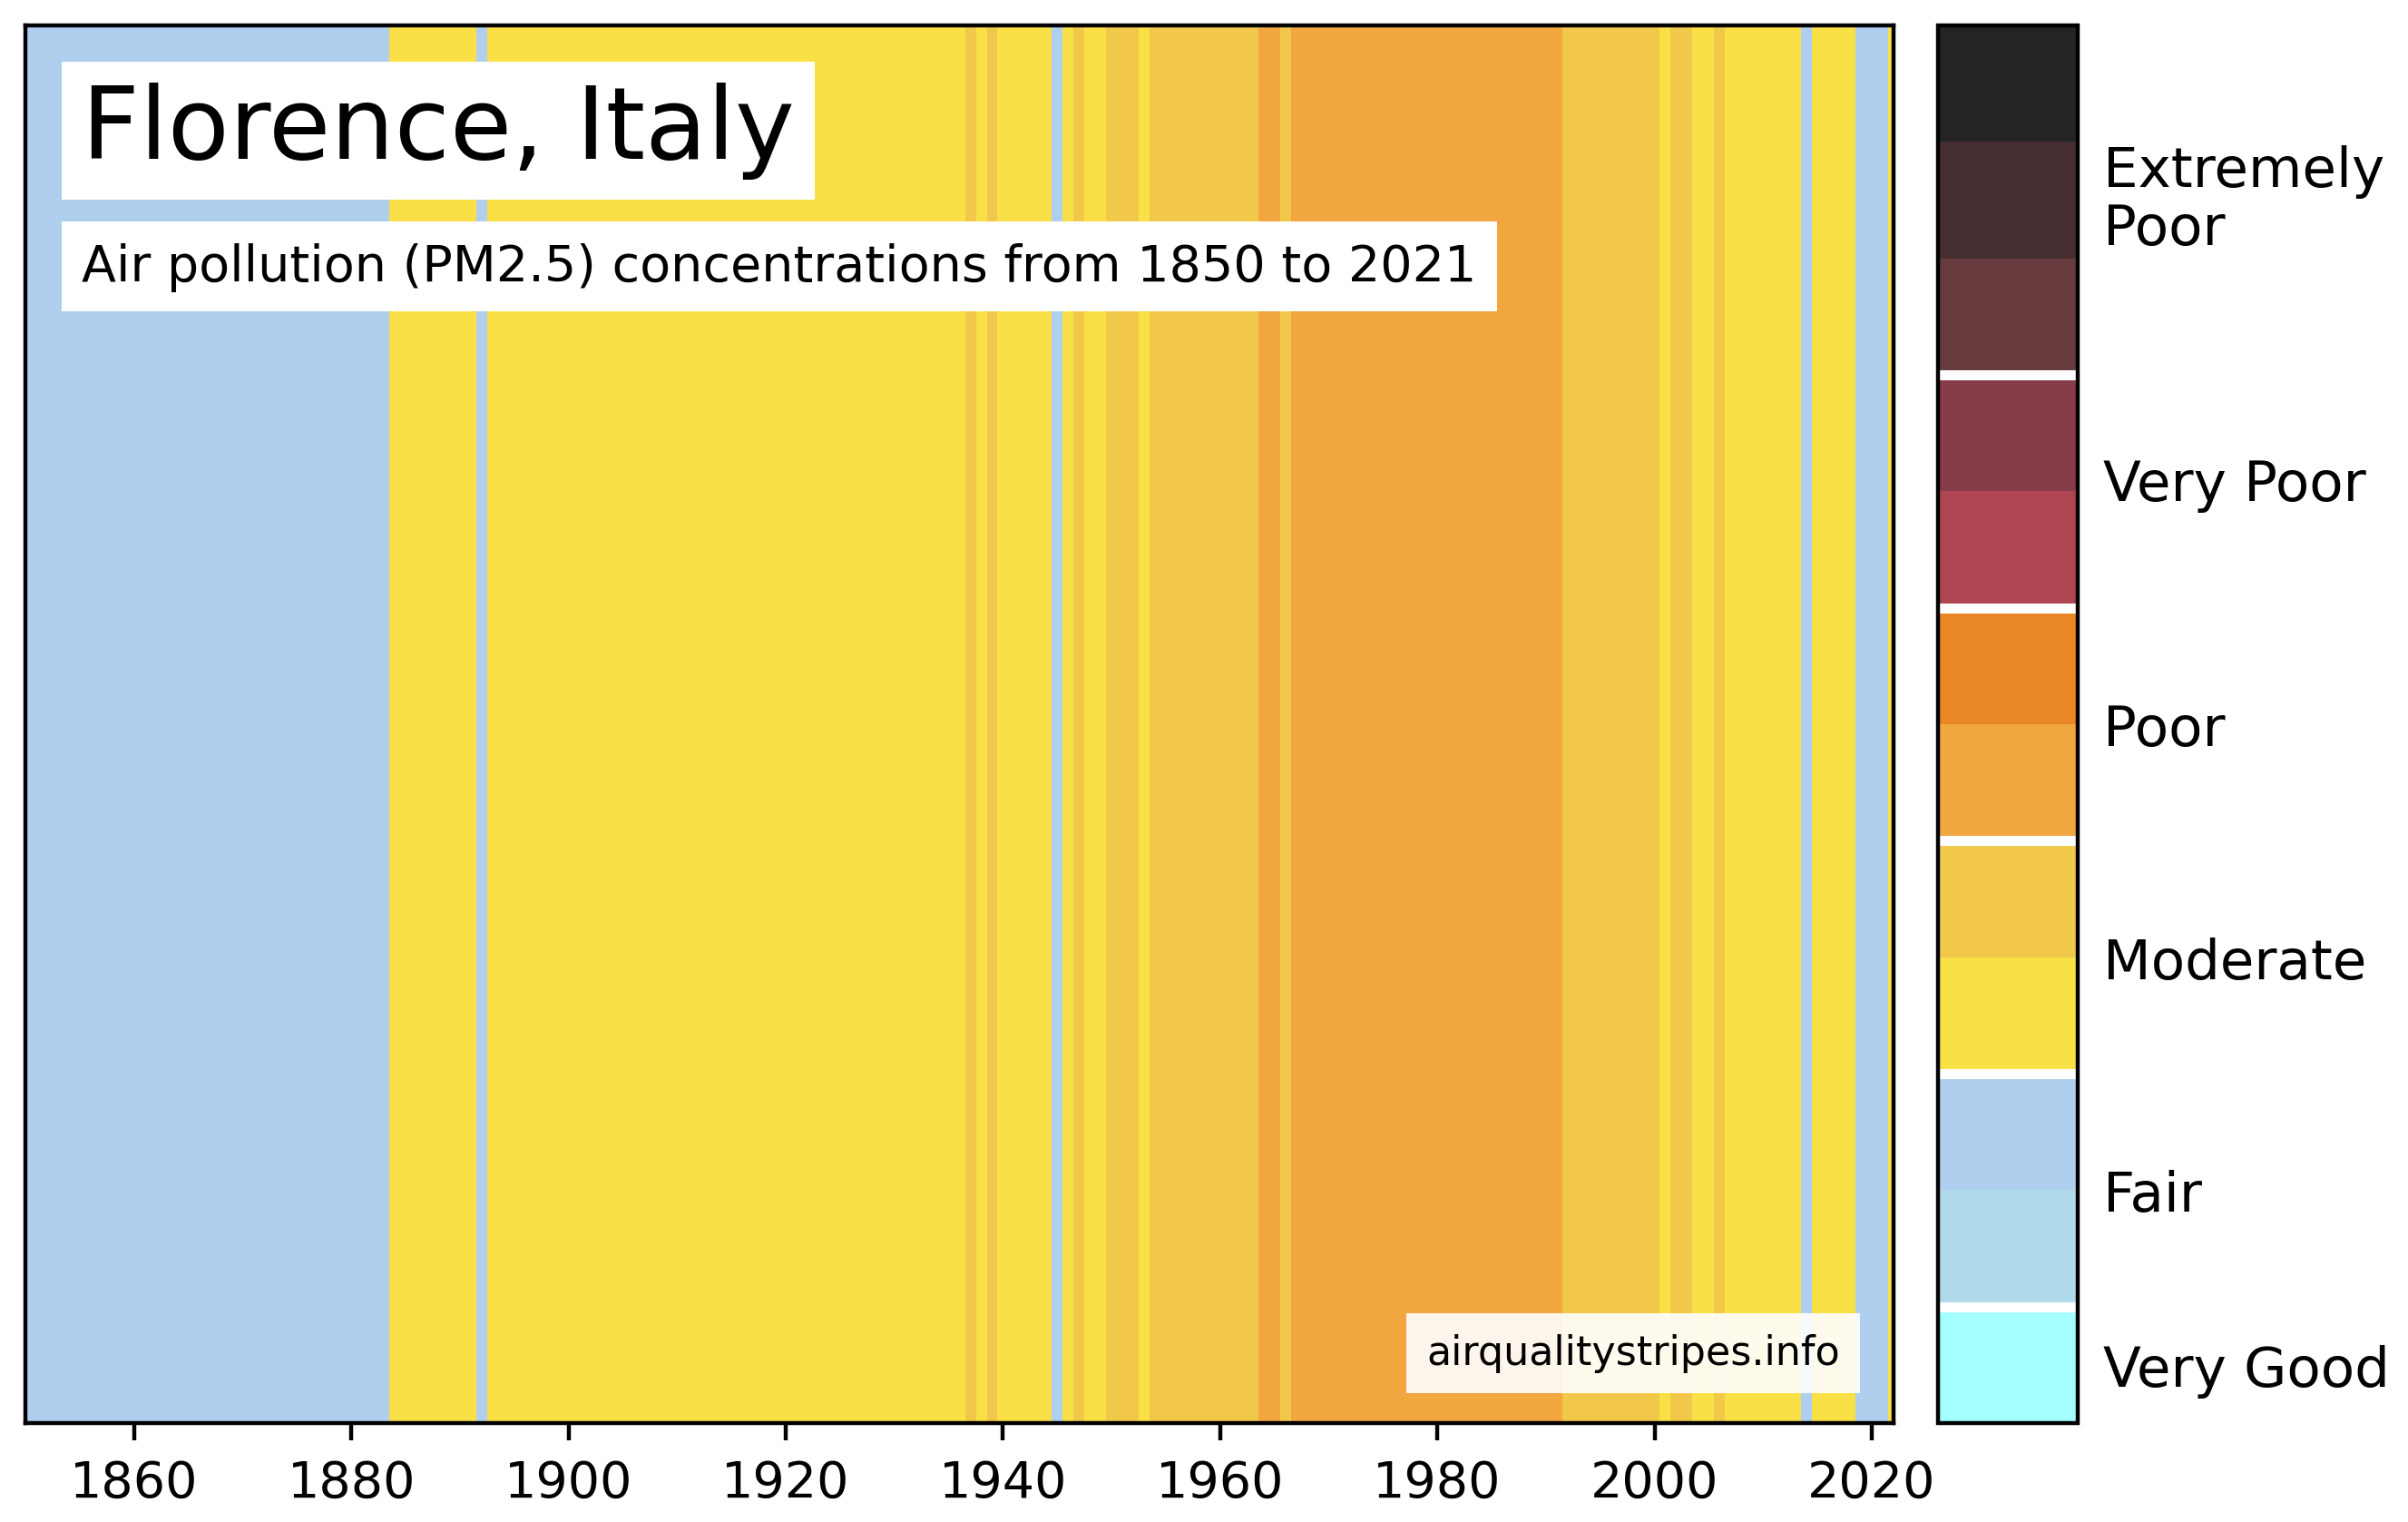 Florence, Italy
Air pollution (PM2.5) concentrations from 1850 to 2021
Extremely
Poor
Very Poor
Poor
Moderate
Fair
Very Good
airqualitystripes.info
1860 1880 1900 1920 1940 1960 1980 2000 2020